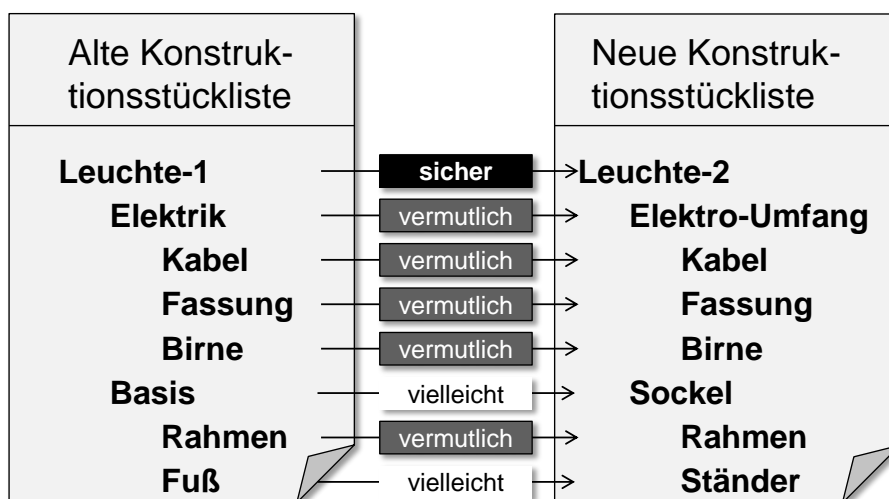 Alte Konstruk-
tionsstückliste
Neue Konstruk-
tionsstückliste
Leuchte-1 sicher Leuchte-2
Elektrik vermutlich Elektro-Umfang
Kabel vermutlich Kabel
Fassung vermutlich Fassung
Birne vermutlich Birne
Basis vielleicht Sockel
Rahmen vermutlich Rahmen
Fuß vielleicht Ständer